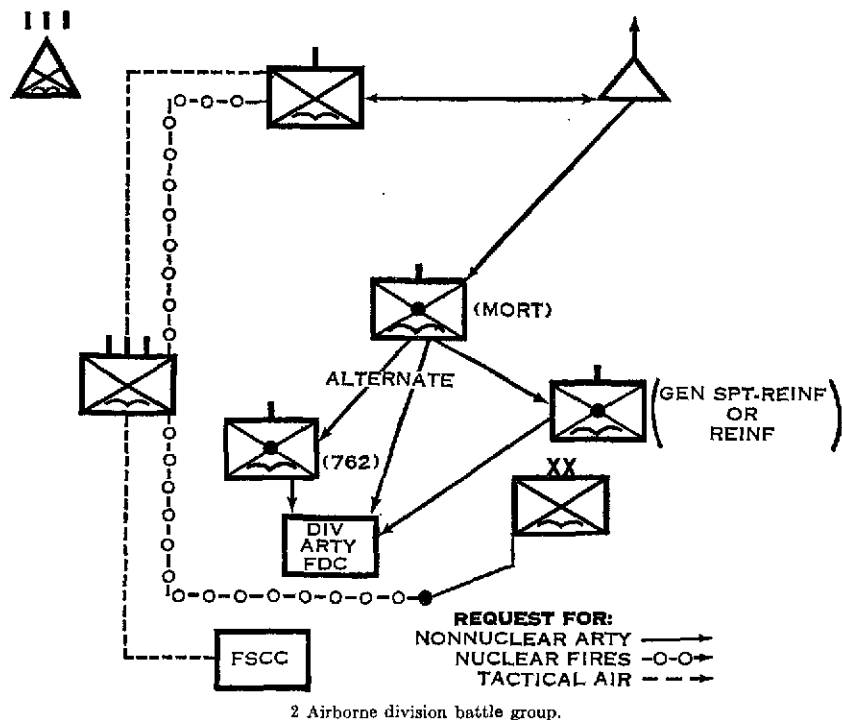 (MORT)
ALTERNATE
(GEN SPT-REINF
OR
REINF)
(762)
XX
DIV
ARTY
FDC
REQUEST FOR:
NONNUCLEAR ARTY
NUCLEAR FIRES
TACTICAL AIR
FSCC
2 Airborne division battle group.